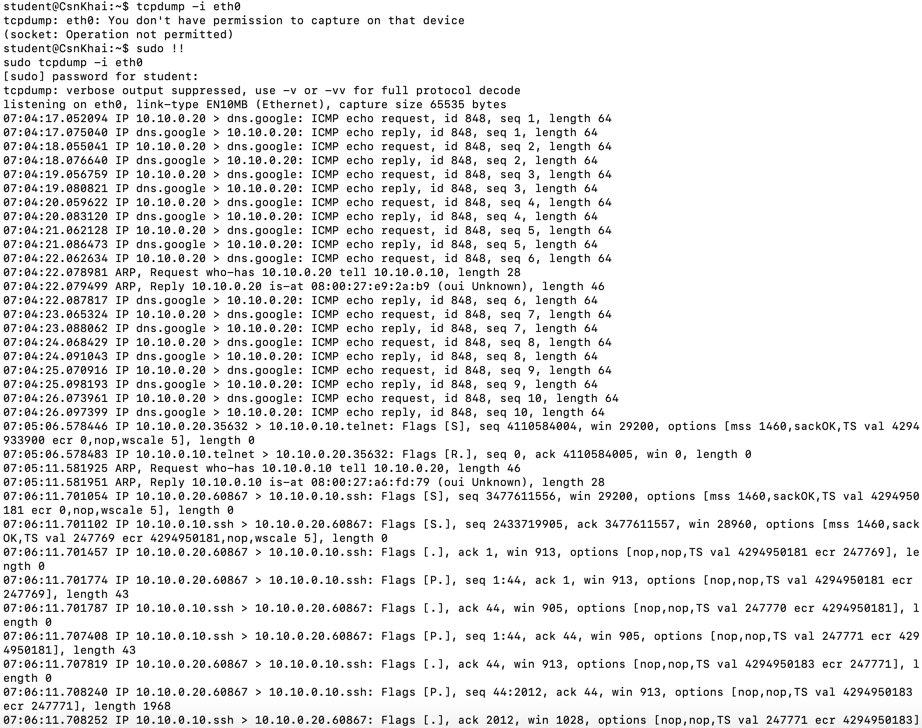 student@CsnKhai:~$ tcpdump -i eth0
tcpdump: eth0: You don't have permission to capture on that device
(socket: Operation not permitted)
student@CsnKhai:~$ sudo !!
sudo tcpdump -i eth0
[sudo] password for student:
tcpdump: verbose output suppressed, use -v or -vv for full protocol decode
listening on eth0, link-type EN10MB (Ethernet), capture size 65535 bytes
07:04:17.052094 IP 10.10.0.20 > dns.google: ICMP echo request, id 848, seq 1, length 64
07:04:17.075040 IP dns.google > 10.10.0.20: ICMP echo reply, id 848, seq 1, length 64
07:04:18.055041 IP 10.10.0.20 > dns.google: ICMP echo request, id 848, seq 2, length 64
07:04:18.076640 IP dns.google > 10.10.0.20: ICMP echo reply, id 848, seq 2, length 64
07:04:19.056759 IP 10.10.0.20 > dns.google: ICMP echo request, id 848, seq 3, length 64
07:04:19.080821 IP dns.google > 10.10.0.20: ICMP echo reply, id 848, seq 3, length 64
07:04:20.059622 IP 10.10.0.20 > dns.google: ICMP echo request, id 848, seq 4, length 64
07:04:20.083120 IP dns.google > 10.10.0.20: ICMP echo reply, id 848, seq 4, length 64
07:04:21.062128 IP 10.10.0.20 > dns.google: ICMP echo request, id 848, seq 5, length 64
07:04:21.086473 IP dns.google > 10.10.0.20: ICMP echo reply, id 848, seq 5, length 64
07:04:22.062634 IP 10.10.0.20 > dns.google: ICMP echo request, id 848, seq 6, length 64
07:04:22.078981 ARP, Request who-has 10.10.0.20 tell 10.10.0.10, length 28
07:04:22.079499 ARP, Reply 10.10.0.20 is-at 08:00:27:e9:2a:b9 (oui Unknown), length 46
07:04:22.087817 IP dns.google > 10.10.0.20: ICMP echo reply, id 848, seq 6, length 64
07:04:23.065324 IP 10.10.0.20 > dns.google: ICMP echo request, id 848, seq 7, length 64
07:04:23.088062 IP dns.google > 10.10.0.20: ICMP echo reply, id 848, seq 7, length 64
07:04:24.068429 IP 10.10.0.20 > dns.google: ICMP echo request, id 848, seq 8, length 64
07:04:24.091043 IP dns.google > 10.10.0.20: ICMP echo reply, id 848, seq 8, length 64
07:04:25.070916 IP 10.10.0.20 > dns.google: ICMP echo request, id 848, seq 9, length 64
07:04:25.098193 IP dns.google > 10.10.0.20: ICMP echo reply, id 848, seq 9, length 64
07:04:26.073961 IP 10.10.0.20 > dns.google: ICMP echo request, id 848, seq 10, length 64
07:04:26.097399 IP dns.google > 10.10.0.20: ICMP echo reply, id 848, seq 10, length 64
07:05:06.578446 IP 10.10.0.20.35632 > 10.10.0.10.telnet: Flags [S], seq 4110584004, win 29200, options [mss 1460,sackOK,TS val 4294
933900 ecr 0,nop,wscale 5], length 0
07:05:06.578483 IP 10.10.0.10.telnet > 10.10.0.20.35632: Flags [R.], seq 0, ack 4110584005, win 0, length 0
07:05:11.581925 ARP, Request who-has 10.10.0.10 tell 10.10.0.20, length 46
07:05:11.581951 ARP, Reply 10.10.0.10 is-at 08:00:27:a6:fd:79 (oui Unknown), length 28
07:06:11.701054 IP 10.10.0.20.60867 > 10.10.0.10.ssh: Flags [S], seq 3477611556, win 29200, options [mss 1460,sackOK,TS val 4294950
181 ecr 0,nop,wscale 5], length 0
07:06:11.701102 IP 10.10.0.10.ssh > 10.10.0.20.60867: Flags [S.], seq 2433719905, ack 3477611557, win 28960, options [mss 1460,sack
OK,TS val 247769 ecr 4294950181,nop,wscale 5], length 0
07:06:11.701457 IP 10.10.0.20.60867 > 10.10.0.10.ssh: Flags [.], ack 1, win 913, options [nop,nop,TS val 4294950181 ecr 247769], le
ngth 0
07:06:11.701774 IP 10.10.0.20.60867 > 10.10.0.10.ssh: Flags [P.], seq 1:44, ack 1, win 913, options [nop,nop,TS val 4294950181 ecr
247769], length 43
07:06:11.701787 IP 10.10.0.10.ssh > 10.10.0.20.60867: Flags [.], ack 44, win 905, options [nop,nop,TS val 247770 ecr 4294950181], l
ength 0
07:06:11.707408 IP 10.10.0.10.ssh > 10.10.0.20.60867: Flags [P.], seq 1:44, ack 44, win 905, options [nop,nop,TS val 247771 ecr 429
4950181], length 43
07:06:11.707819 IP 10.10.0.20.60867 > 10.10.0.10.ssh: Flags [.], ack 44, win 913, options [nop,nop,TS val 4294950183 ecr 247771], l
ength 0
07:06:11.708240 IP 10.10.0.20.60867 > 10.10.0.10.ssh: Flags [P.], seq 44:2012, ack 44, win 913, options [nop,nop,TS val 4294950183
ecr 247771], length 1968
07:06:11.708252 IP 10.10.0.10.ssh > 10.10.0.20.60867: Flags [.], ack 2012, win 1028, options [nop,nop,TS val 247771 ecr 4294950183]